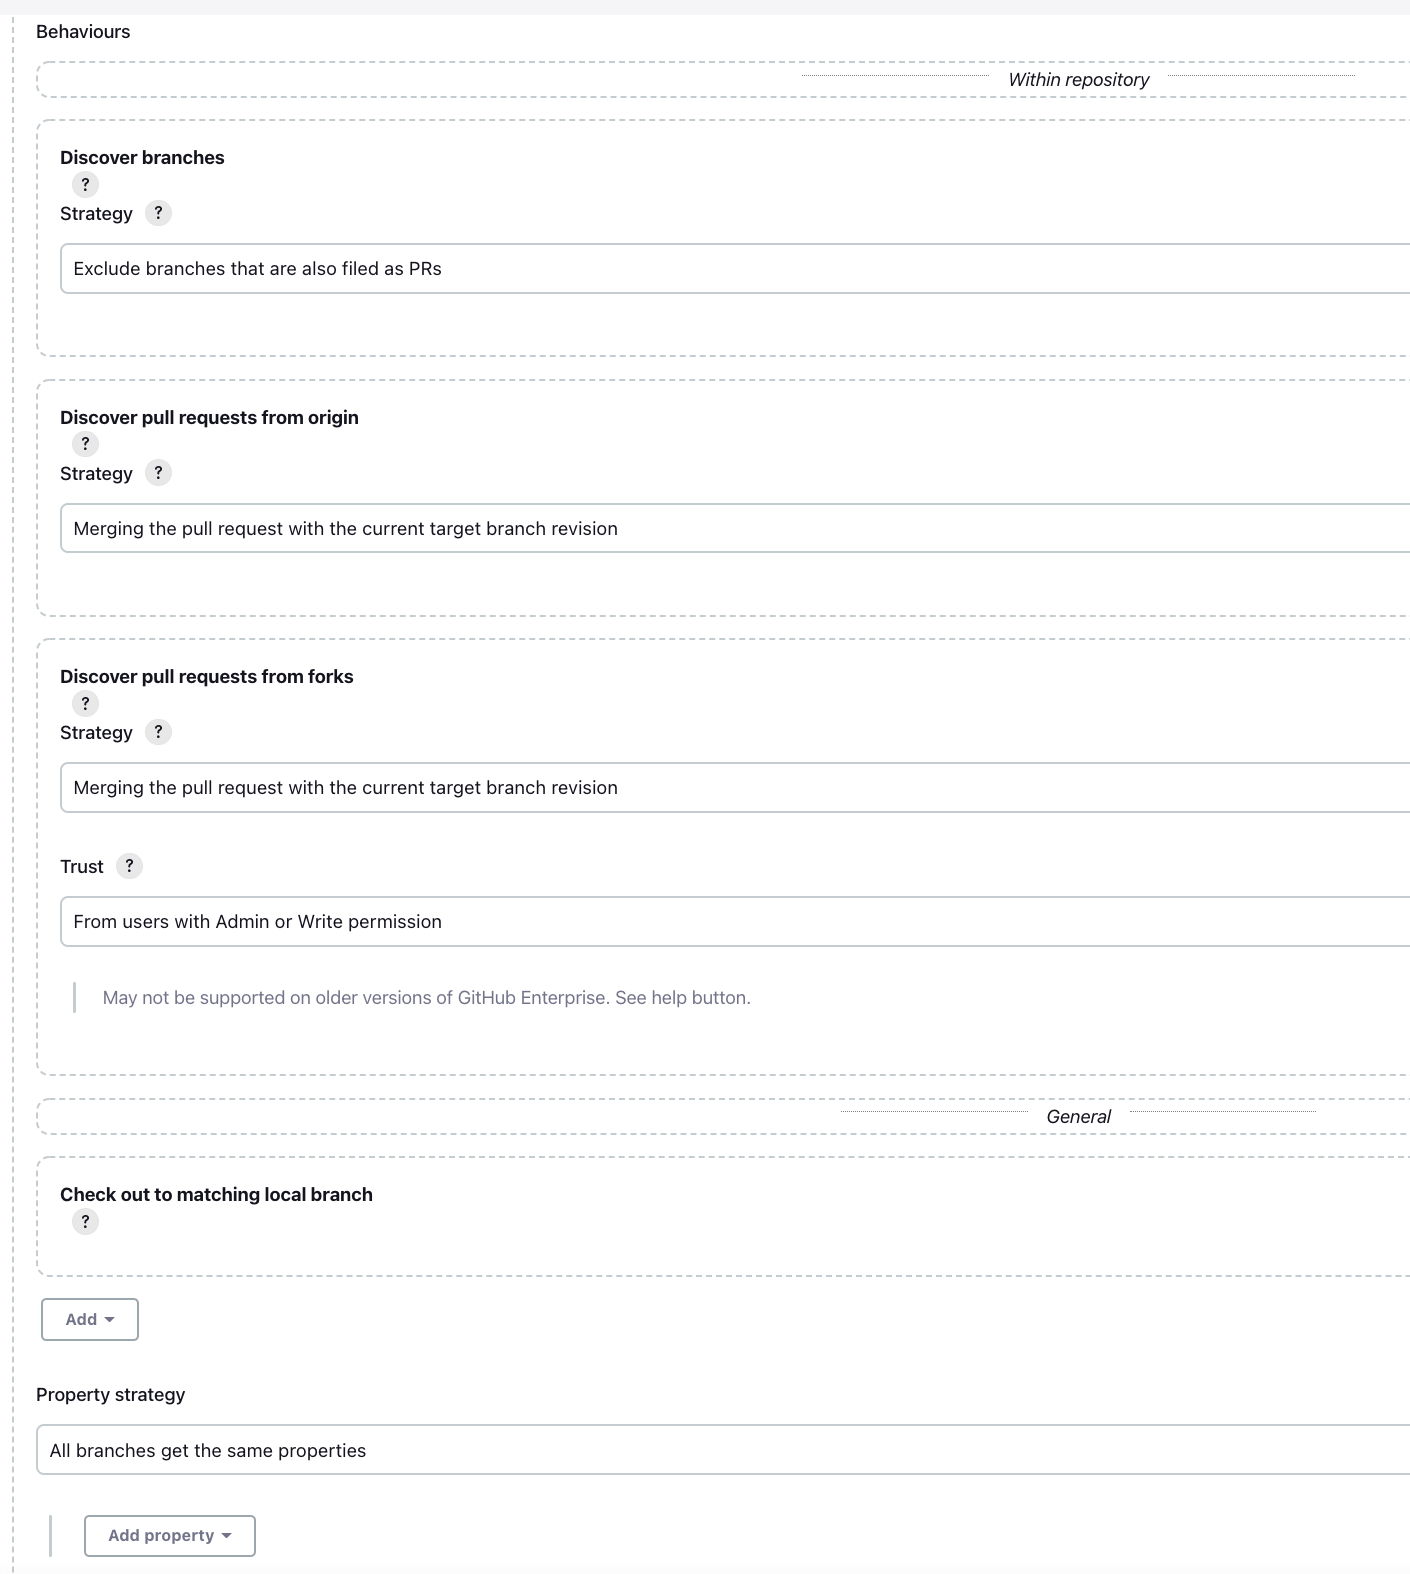 Behaviours
Within repository
Discover branches
?
Strategy ?
Exclude branches that are also filed as PRs
Discover pull requests from origin
?
Strategy ?
Merging the pull request with the current target branch revision
Discover pull requests from forks
?
Strategy ?
Merging the pull request with the current target branch revision
Trust ?
From users with Admin or Write permission
May not be supported on older versions of GitHub Enterprise. See help button.
General
Check out to matching local branch
?
Add
Property strategy
All branches get the same properties
Add property